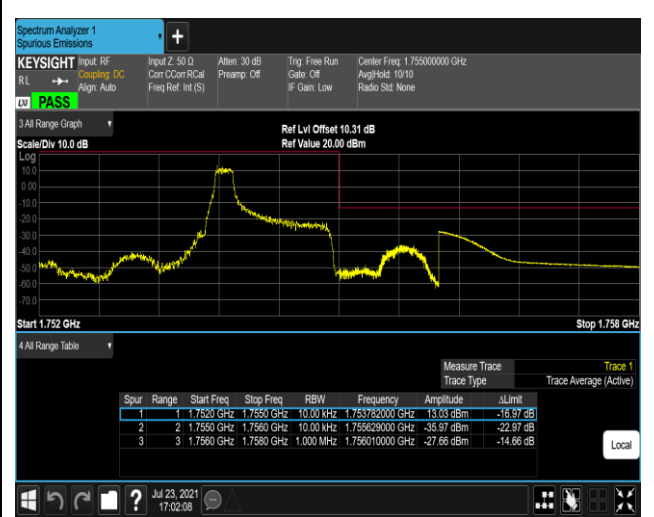 Spectrum Analyzer 1
Spurious Emissions
+
KEYSIGHT Input: RF Input Z: 50 Ω Atten: 30 dB Trig: Free Run Center Freq: 1.755000000 GHz
RL Coupling: DC Corr CCorr RCal Preamp: Off Gate: Off Avg|Hold: 10/10
Align: Auto Freq Ref: Int (S) IF Gain: Low Radio Std: None
LXI PASS
3 All Range Graph
Ref Lvl Offset 10.31 dB
Scale/Div 10.0 dB Ref Value 20.00 dBm
Log
10.0
0.00
-10.0
-20.0
-30.0
-40.0
-50.0
-60.0
-70.0
Start 1.752 GHz Stop 1.758 GHz
4 All Range Table
Measure Trace Trace 1
Trace Type Trace Average (Active)
Spur Range Start Freq Stop Freq RBW Frequency Amplitude ΔLimit
1 1 1.7520 GHz 1.7550 GHz 10.00 kHz 1.753782000 GHz 13.03 dBm -16.97 dB
2 2 1.7550 GHz 1.7560 GHz 10.00 kHz 1.755629000 GHz -35.97 dBm -22.97 dB
3 3 1.7560 GHz 1.7580 GHz 1.000 MHz 1.756010000 GHz -27.66 dBm -14.66 dB
Local
? Jul 23, 2021
17:02:08